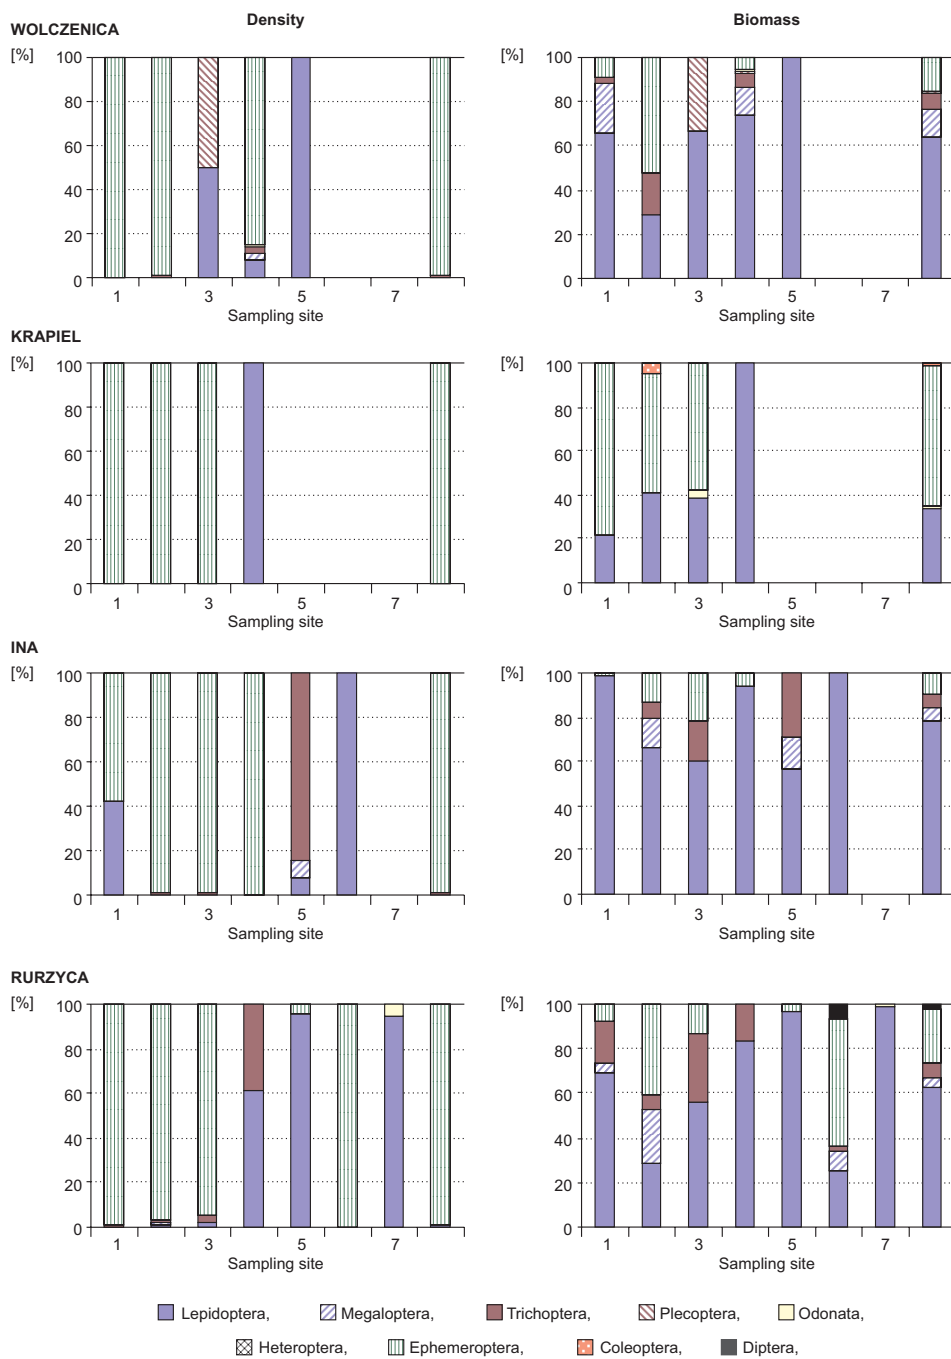 Density Biomass
WOLCZENICA
[%] 100 [%] 100
80 80
60 60
40 40
20 20
0 0
1 3 5 7 1 3 5 7
Sampling site Sampling site
KRAPIEL
[%] 100 [%] 100
80 80
60 60
40 40
20 20
0 0
1 3 5 7 1 3 5 7
Sampling site Sampling site
INA
[%] 100 [%] 100
80 80
60 60
40 40
20 20
0 0
1 3 5 7 1 3 5 7
Sampling site Sampling site
RURZYCA
[%] 100 [%] 100
80 80
60 60
40 40
20 20
0 0
1 3 5 7 1 3 5 7
Sampling site Sampling site
Lepidoptera, Megaloptera, Trichoptera, Plecoptera, Odonata,
Heteroptera, Ephemeroptera, Coleoptera, Diptera,